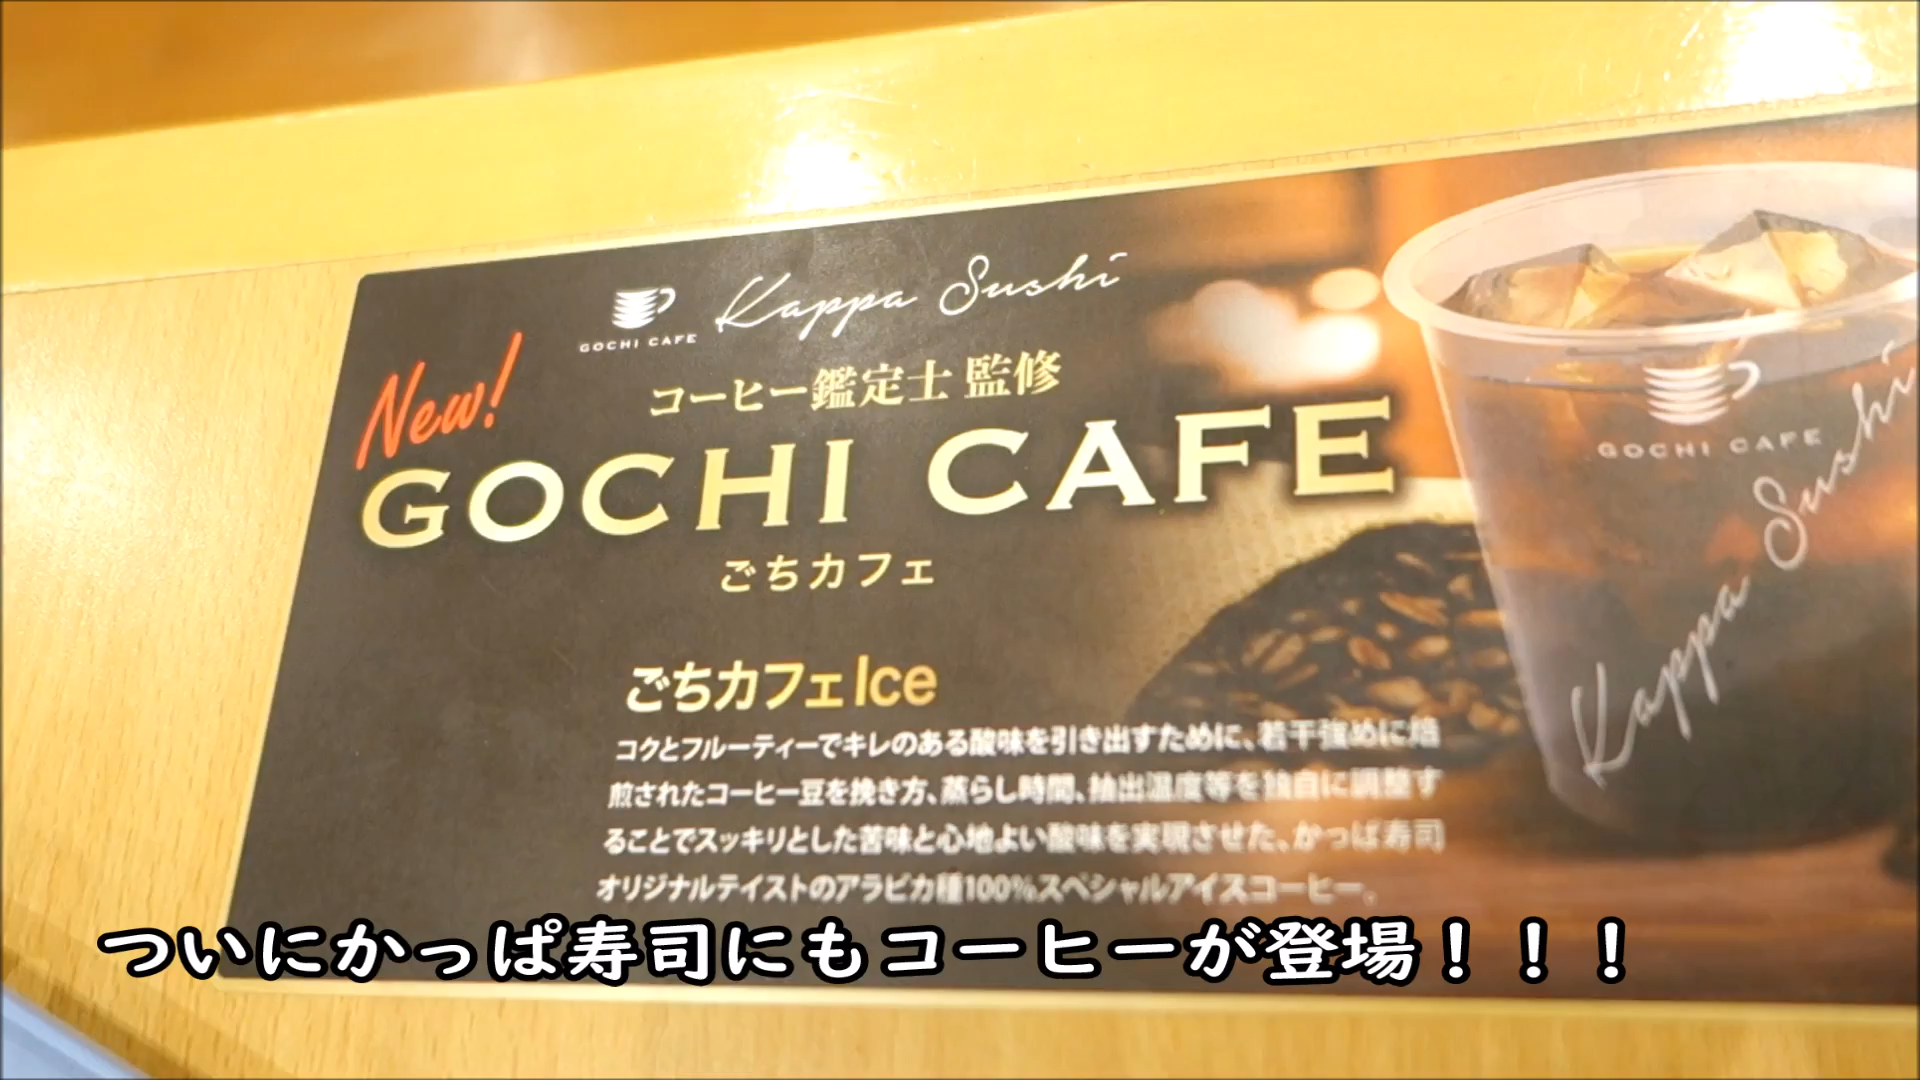 GOCHI CAFE
Kappa Sushi
New!
コーヒー鑑定士 監修
GOCHI CAFE
ごちカフェ
ごちカフェIce
コクとフルーティーでキレのある酸味を引き出すために、若干強めに焙
煎されたコーヒー豆を挽き方、蒸らし時間、抽出温度等を独自に調整す
ることでスッキリとした苦味と心地よい酸味を実現させた、かっぱ寿司
オリジナルテイストのアラビカ種100%スペシャルアイスコーヒー。
GOCHI CAFE
Kappa Sushi
ついにかっぱ寿司にもコーヒーが登場！！！